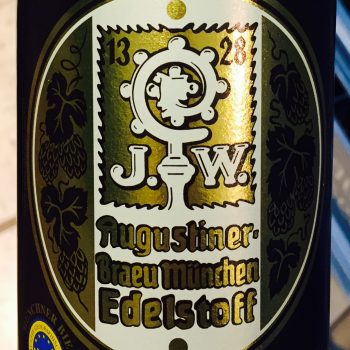 13 28
J. W.
Augustiner-
Braeu München
Edelstoff